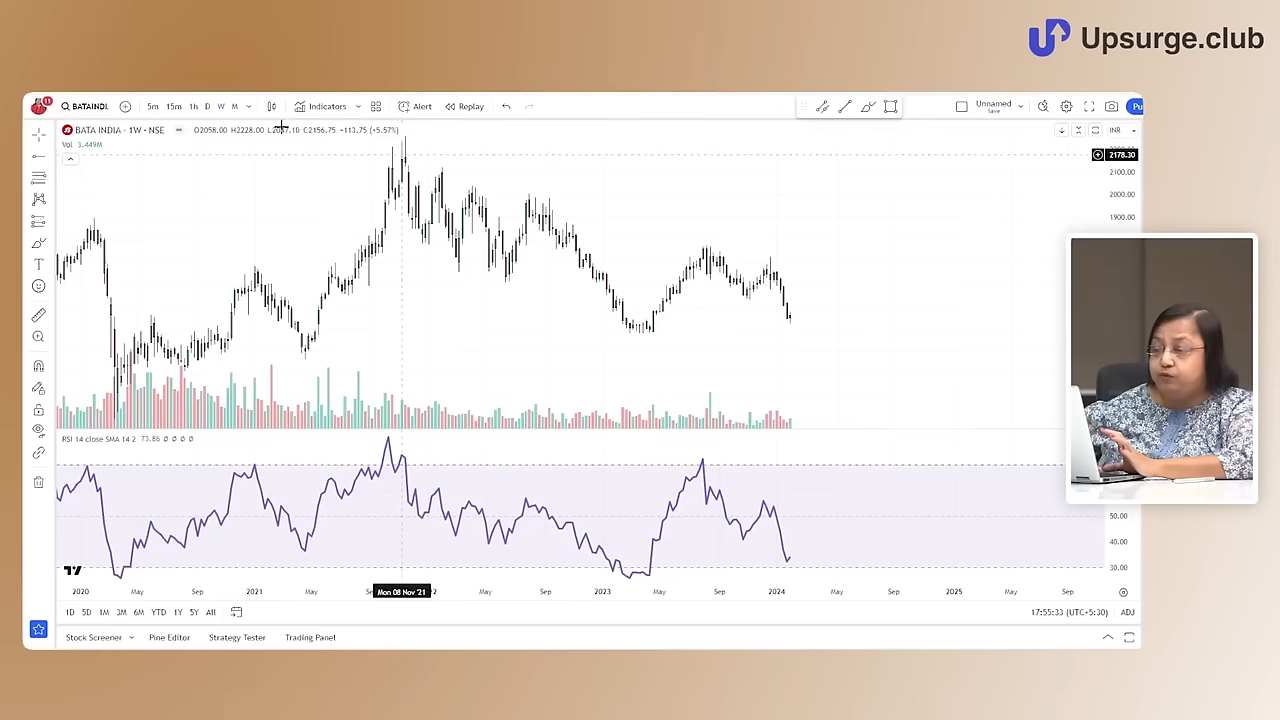 Upsurge.club
11
BATAINDI
5m 15m 1h D W M
Indicators
Alert
Replay
Unnamed
Save
Pu
BATA INDIA · 1W · NSE
O2058.00 H2228.00 C2156.75 +113.75 (+5.57%)
INR
Vol 3.449M
2178.30
2100.00
2000.00
1900.00
RSI 14 close SMA 14 2 73.86 Ø Ø Ø Ø
50.00
40.00
30.00
2020 May Sep 2021 May Mon 08 Nov '21 May Sep 2023 May Sep 2024 May Sep 2025 May Sep
1D 5D 1M 3M 6M YTD 1Y 5Y All
17:55:33 (UTC+5:30) ADJ
Stock Screener Pine Editor Strategy Tester Trading Panel